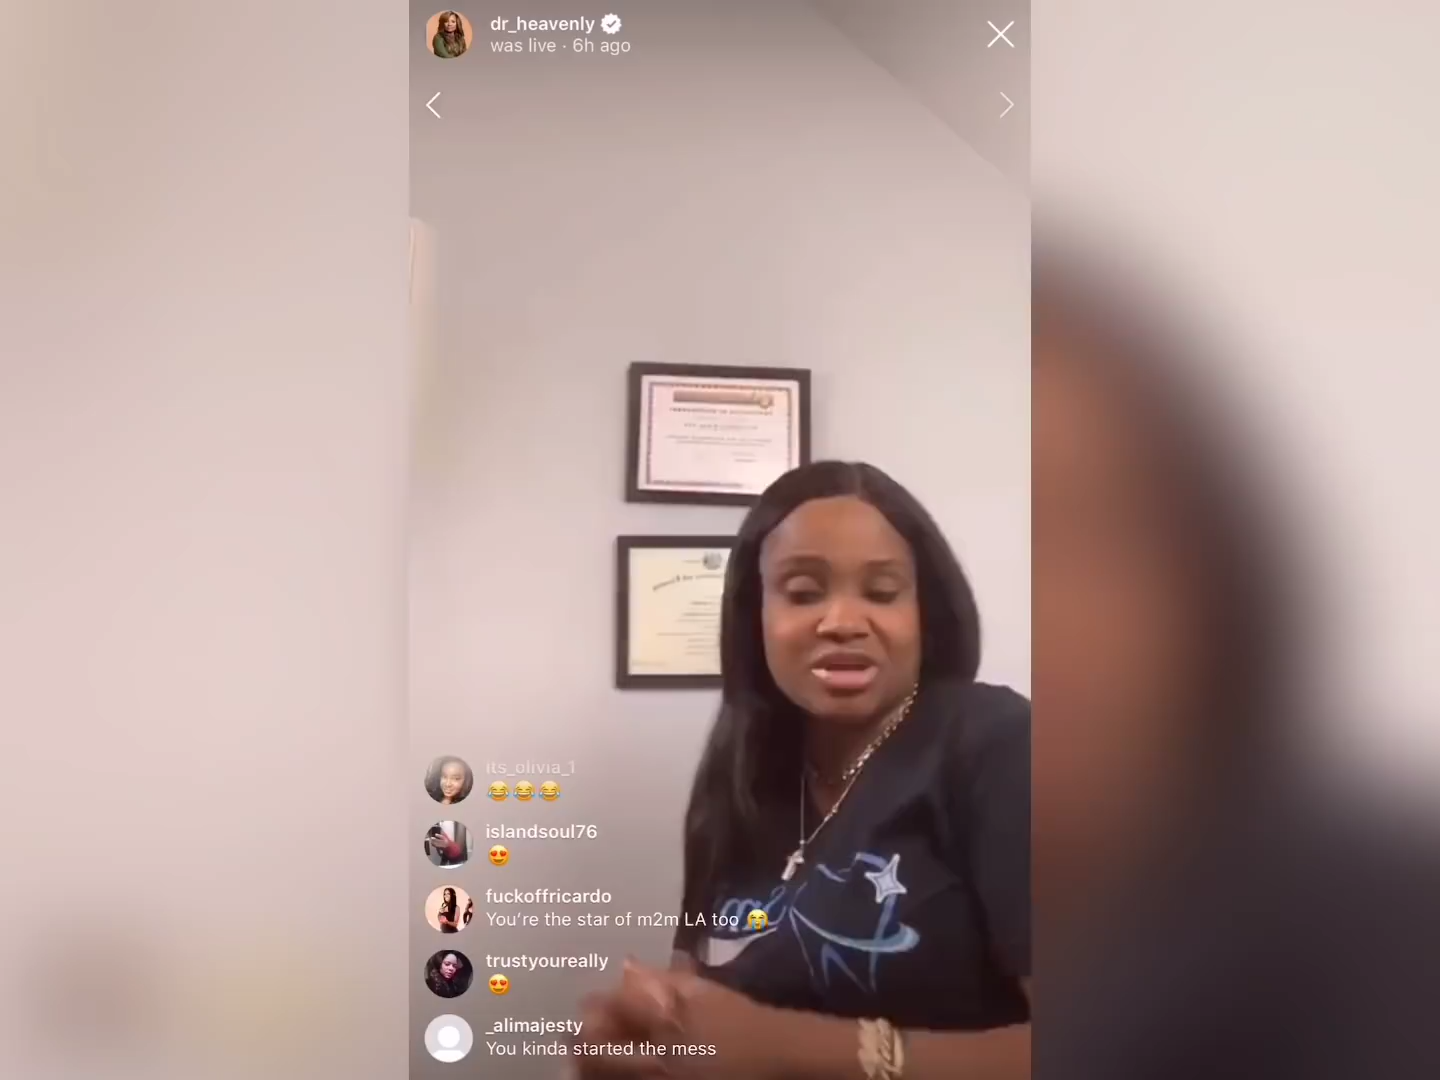 dr_heavenly
was live · 6h ago
its_olivia_1
😂😂😂
islandsoul76
😍
fuckoffricardo
You're the star of m2m LA too 😭
trustyoureally
😍
_alimajesty
You kinda started the mess